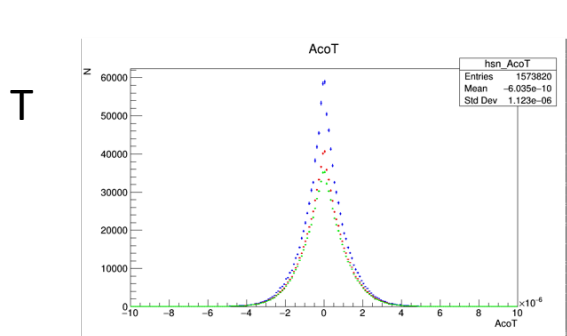 AcoT
T
hsn_AcoT
Entries 1573820
Mean −6.035e−10
Std Dev 1.123e−06
N
60000
50000
40000
30000
20000
10000
0
−10 −8 −6 −4 −2 0 2 4 6 8 10
×10⁻⁶
AcoT